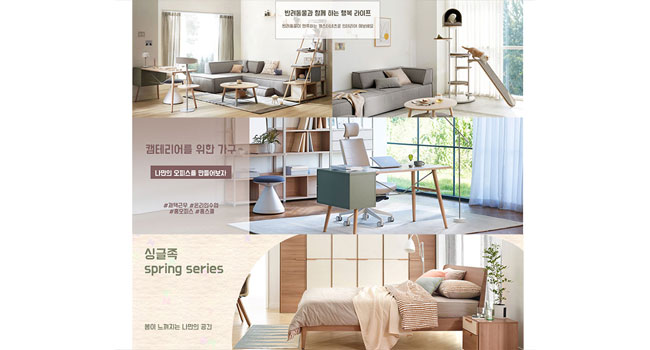 반려동물과 함께 하는 행복 라이프
캠테리어를 위한 가구~
나만의 오피스를 만들어보자
#재택근무 #온라인수업
#홈오피스 #홈스쿨
싱글족
spring series
봄이 느껴지는 나만의 공간